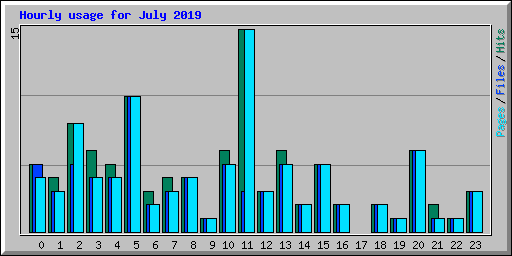 Hourly usage for July 2019
15
Pages/Files/Hits
0 1 2 3 4 5 6 7 8 9 10 11 12 13 14 15 16 17 18 19 20 21 22 23